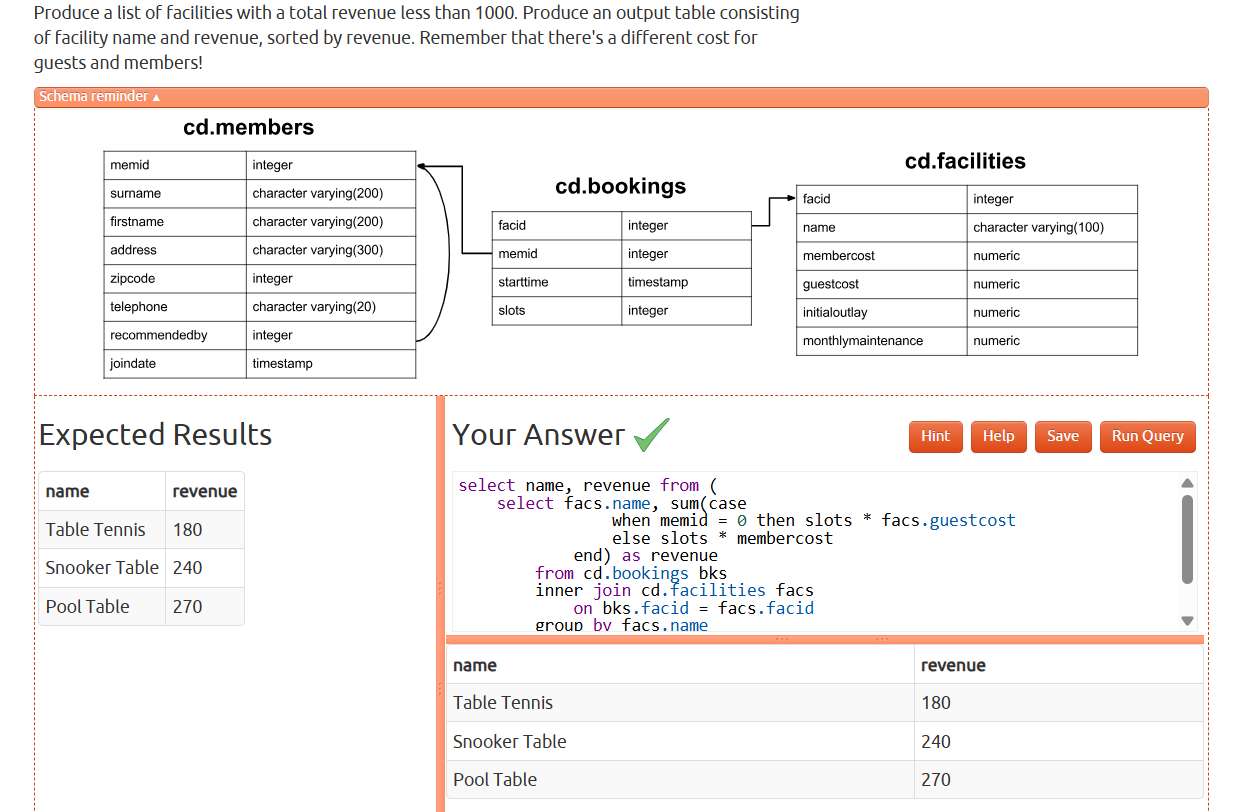 Produce a list of facilities with a total revenue less than 1000. Produce an output table consisting
of facility name and revenue, sorted by revenue. Remember that there's a different cost for
guests and members!
Schema reminder ▲
cd.members
memid integer
surname character varying(200)
firstname character varying(200)
address character varying(300)
zipcode integer
telephone character varying(20)
recommendedby integer
joindate timestamp
cd.bookings
facid integer
memid integer
starttime timestamp
slots integer
cd.facilities
facid integer
name character varying(100)
membercost numeric
guestcost numeric
initialoutlay numeric
monthlymaintenance numeric
Expected Results
name revenue
Table Tennis 180
Snooker Table 240
Pool Table 270
Your Answer
Hint Help Save Run Query
select name, revenue from (
    select facs.name, sum(case
                when memid = 0 then slots * facs.guestcost
                else slots * membercost
            end) as revenue
        from cd.bookings bks
        inner join cd.facilities facs
            on bks.facid = facs.facid
        group by facs.name
name revenue
Table Tennis 180
Snooker Table 240
Pool Table 270